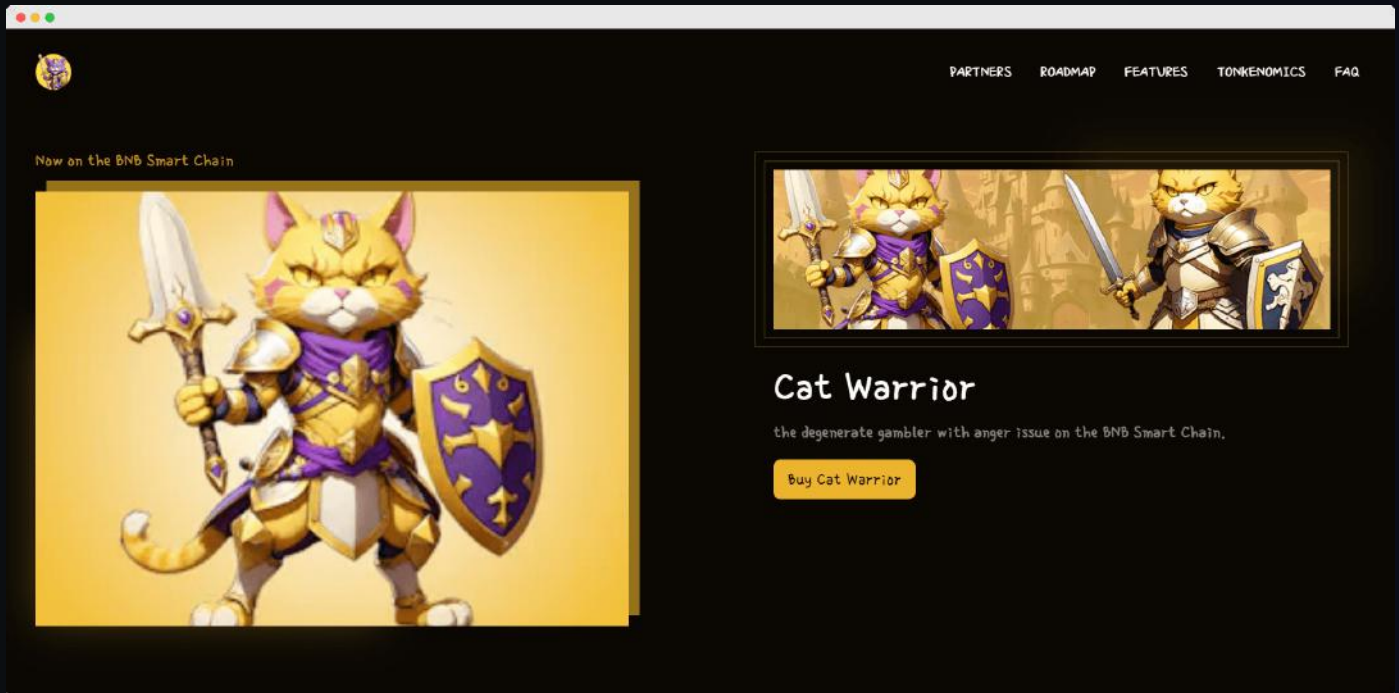 PARTNERS ROADMAP FEATURES TONKENOMICS FAQ
Now on the BNB Smart Chain
Cat Warrior
the degenerate gambler with anger issue on the BNB Smart Chain.
Buy Cat Warrior